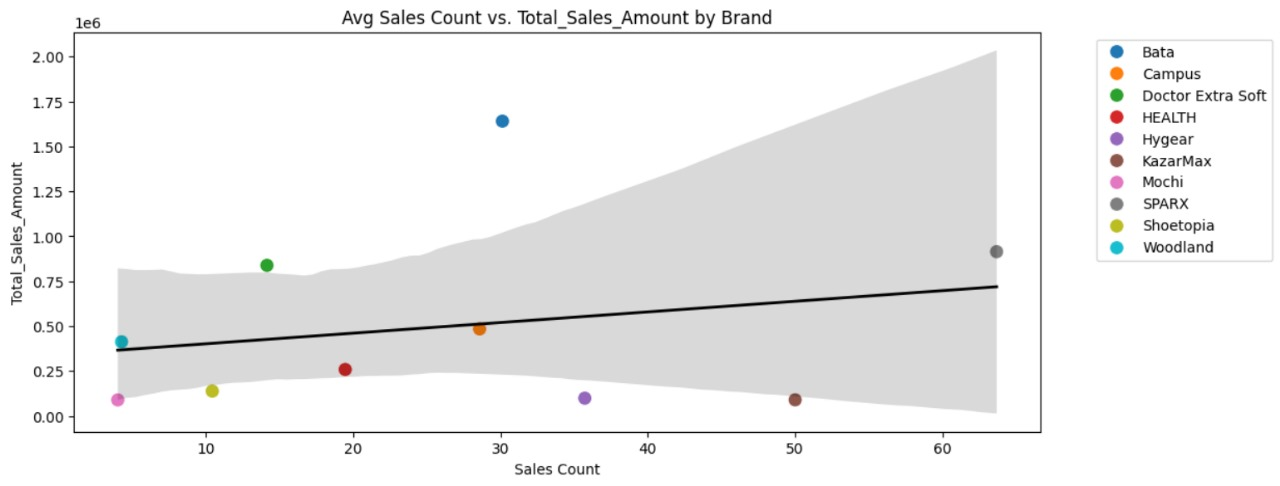 Avg Sales Count vs. Total_Sales_Amount by Brand
1e6
2.00
1.75
1.50
1.25
1.00
0.75
0.50
0.25
0.00
Total_Sales_Amount
10 20 30 40 50 60
Sales Count
Bata
Campus
Doctor Extra Soft
HEALTH
Hygear
KazarMax
Mochi
SPARX
Shoetopia
Woodland